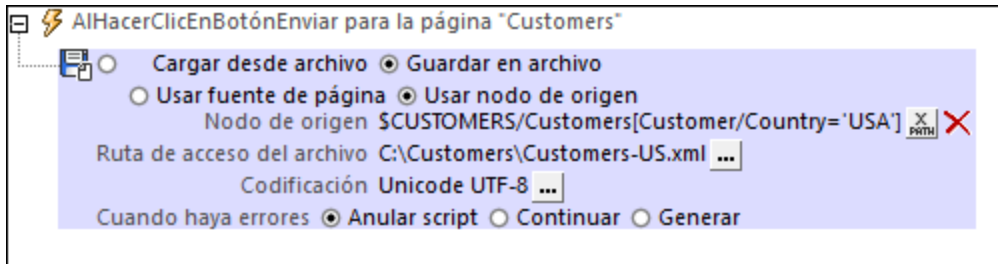 AlHacerClicEnBotónEnviar para la página "Customers"
Cargar desde archivo Guardar en archivo
Usar fuente de página Usar nodo de origen
Nodo de origen $CUSTOMERS/Customers[Customer/Country='USA'] X PATH
Ruta de acceso del archivo C:\Customers\Customers-US.xml ...
Codificación Unicode UTF-8 ...
Cuando haya errores Anular script Continuar Generar